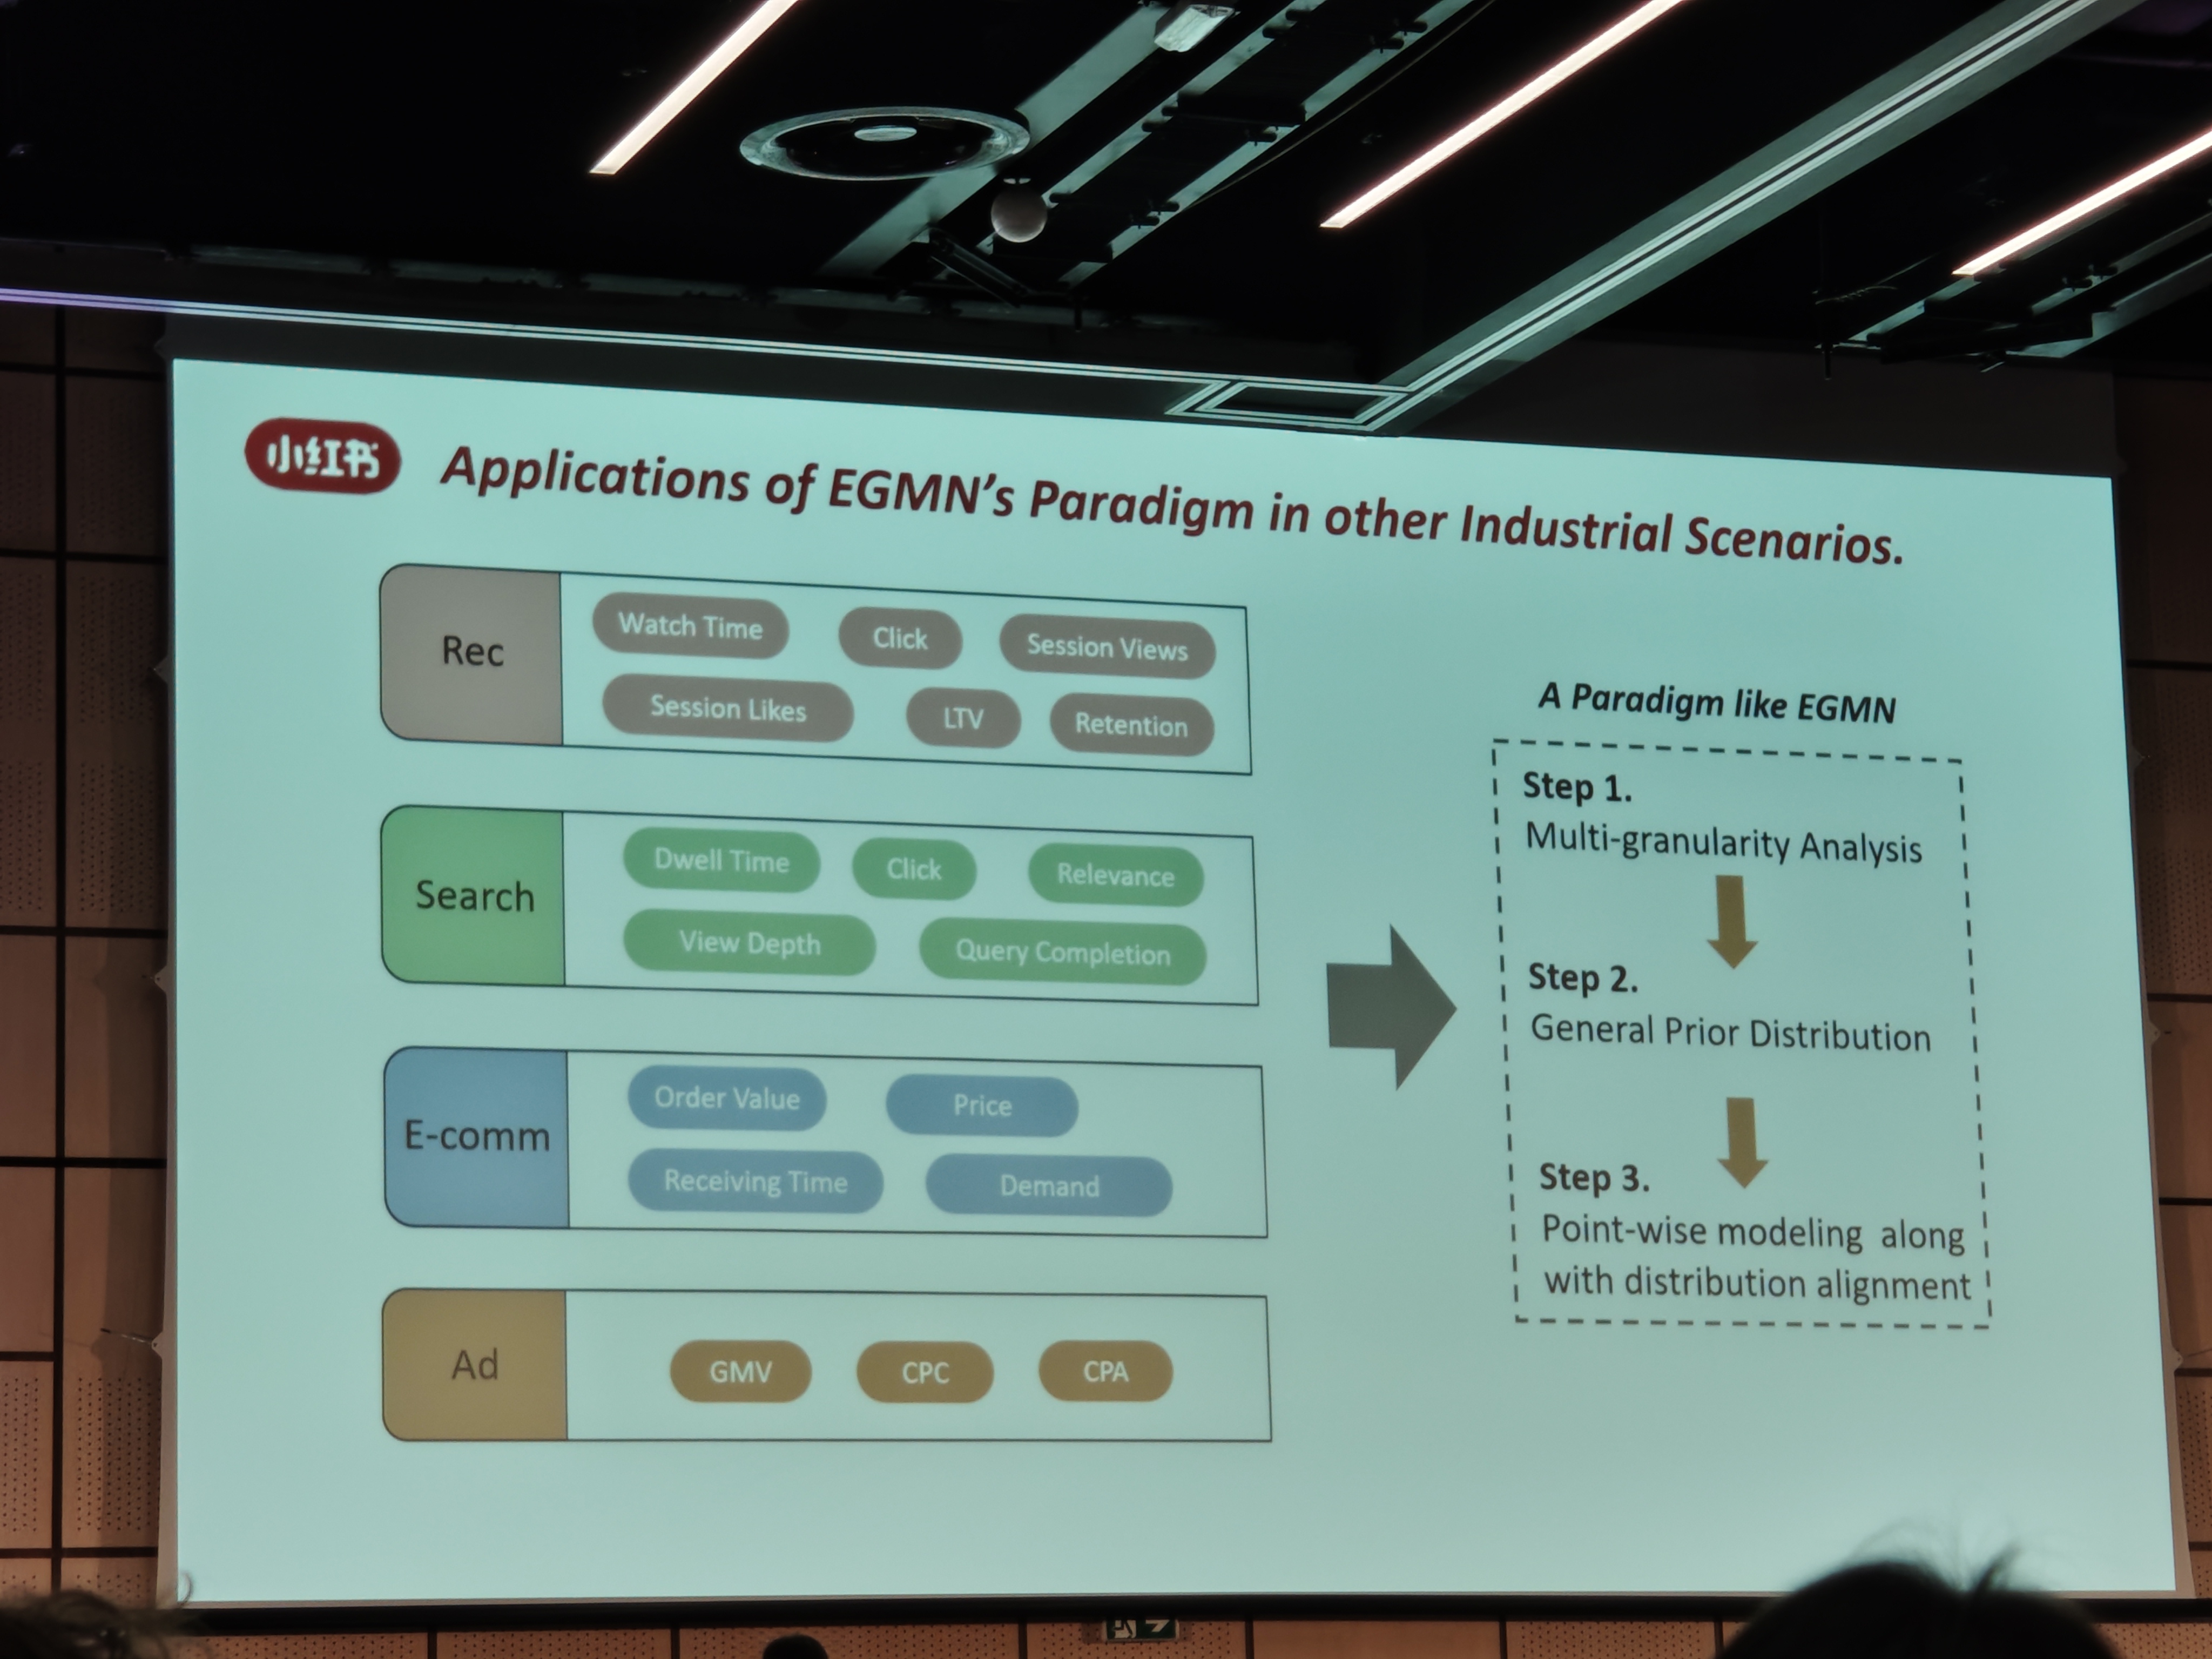 小红书
Applications of EGMN's Paradigm in other Industrial Scenarios.
Rec
Watch Time
Click
Session Views
Session Likes
LTV
Retention
Search
Dwell Time
Click
Relevance
View Depth
Query Completion
E-comm
Order Value
Price
Receiving Time
Demand
Ad
GMV
CPC
CPA
A Paradigm like EGMN
Step 1.
Multi-granularity Analysis
Step 2.
General Prior Distribution
Step 3.
Point-wise modeling along
with distribution alignment